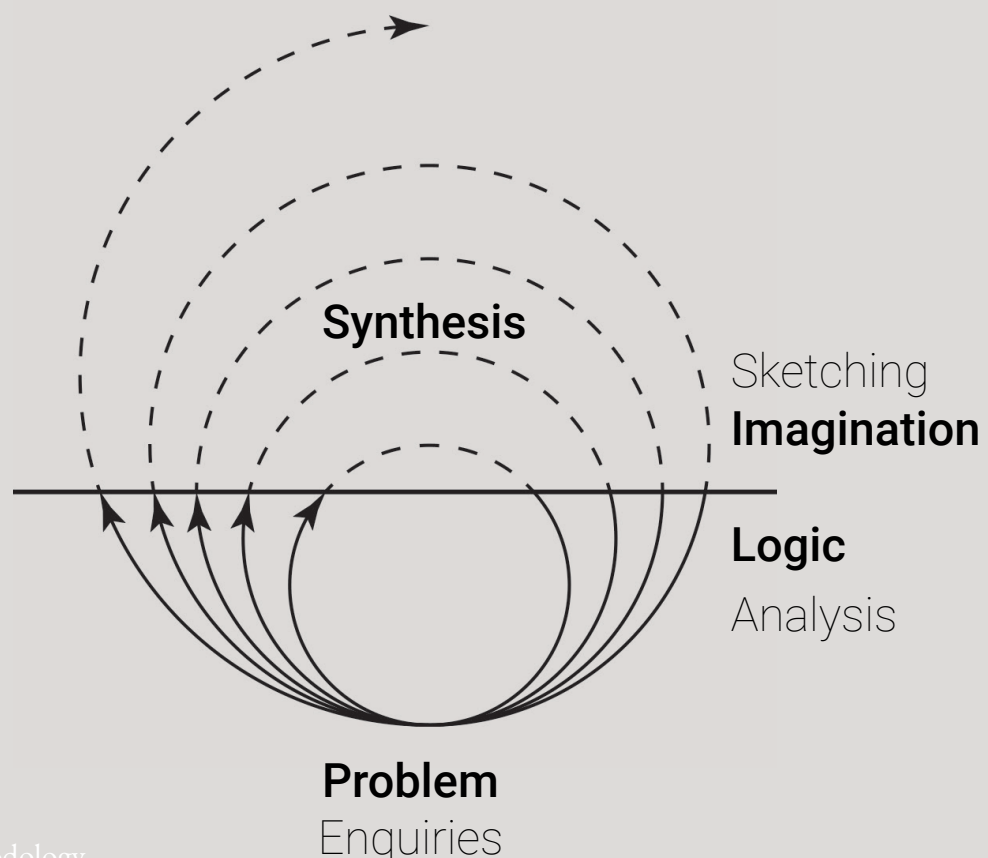 Synthesis
Sketching
Imagination
Logic
Analysis
Problem
Enquiries